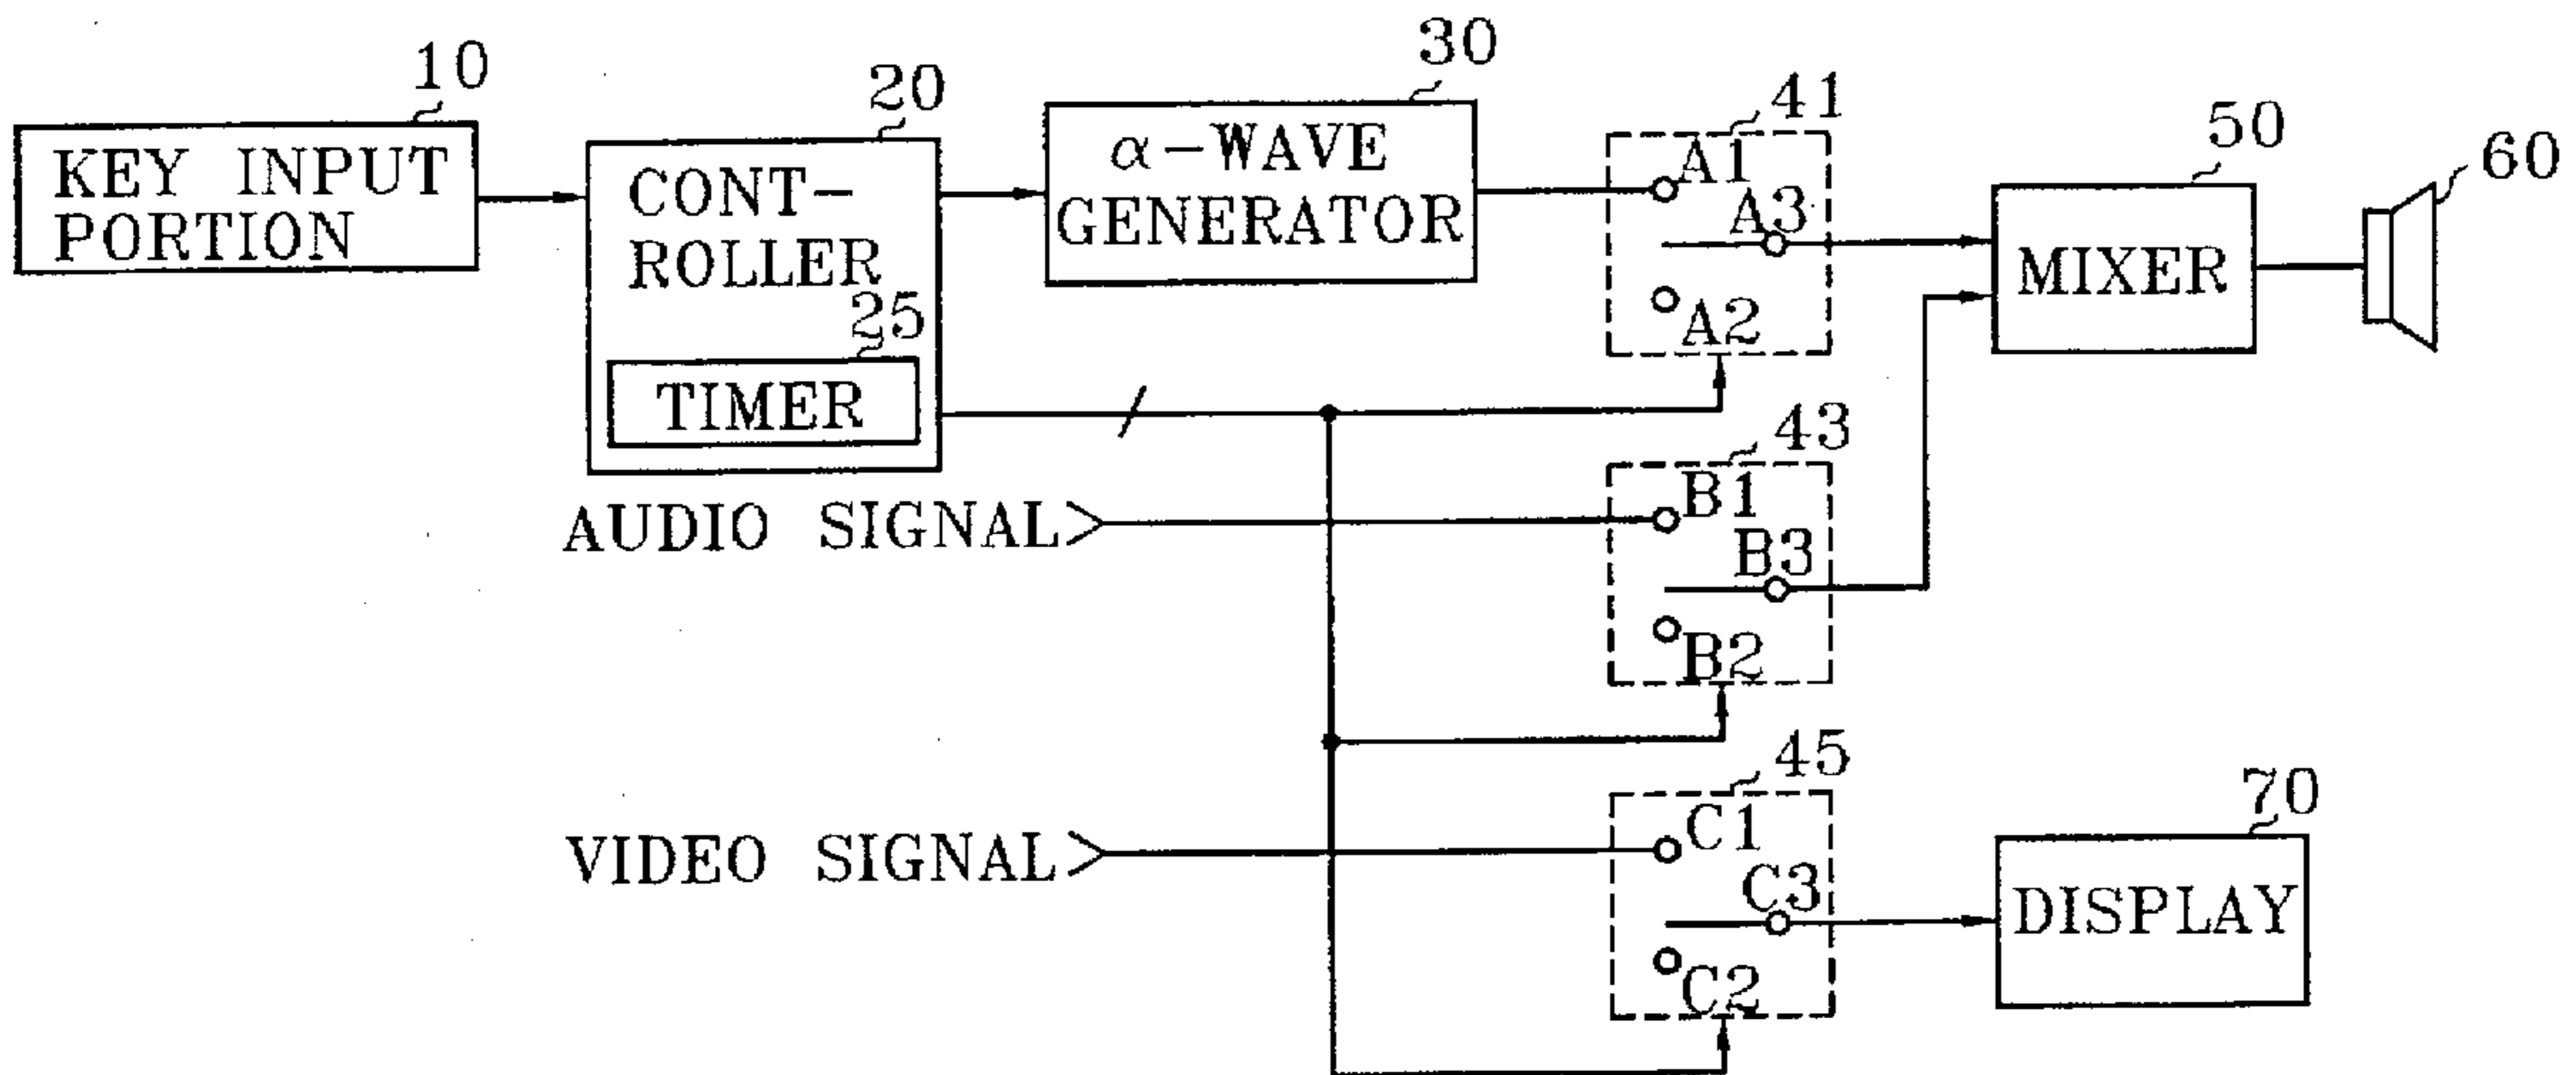 10
KEY INPUT
PORTION
20
CONT-
ROLLER
25
TIMER
30
α-WAVE
GENERATOR
41
A1
A3
A2
50
MIXER
60
AUDIO SIGNAL
43
B1
B3
B2
VIDEO SIGNAL
45
C1
C3
C2
70
DISPLAY